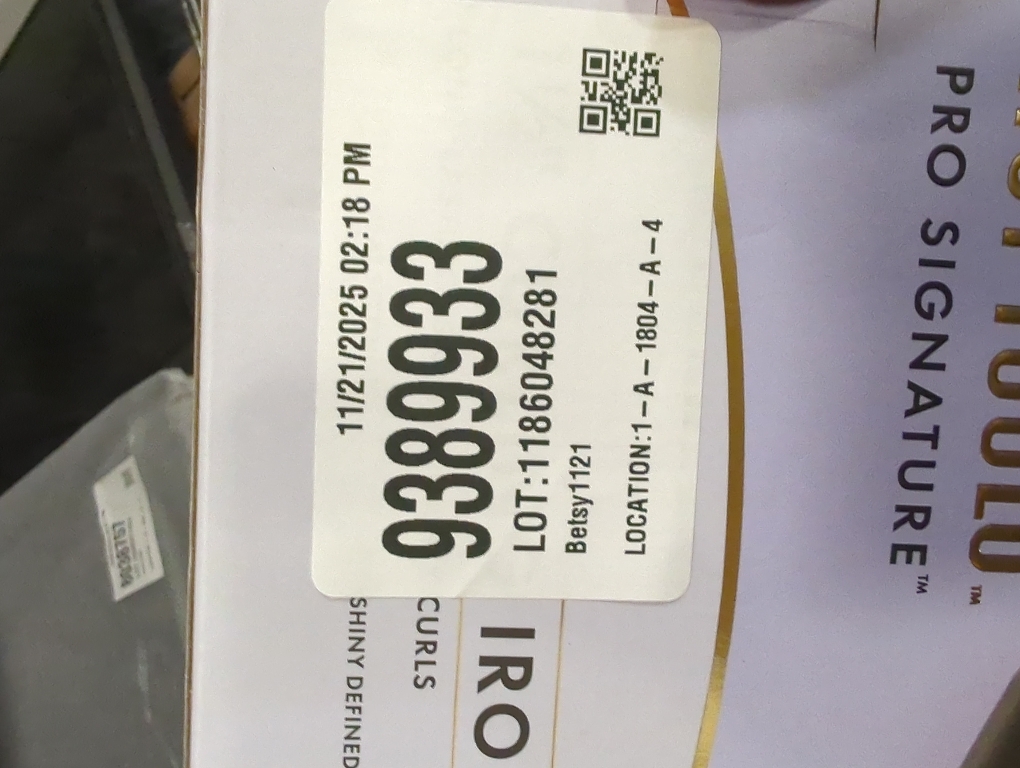 11/21/2025 02:18 PM
9389933
LOT:1186048281
Betsy1121
LOCATION:1-A-1804-A-4
SHINY DEFINED
CURLS
IRO
PRO SIGNATURE™